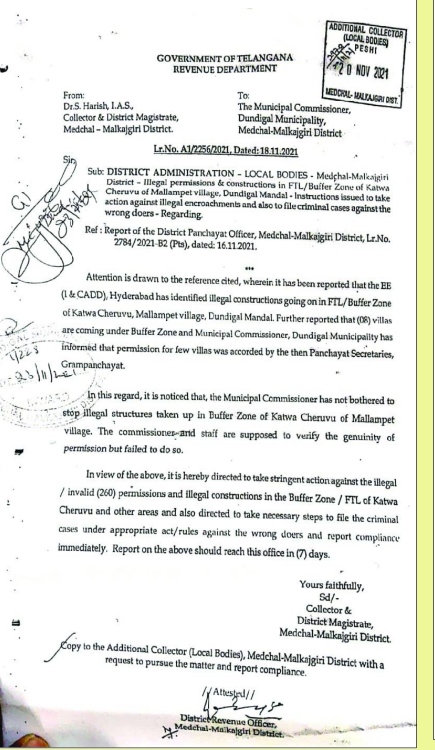 ADDITIONAL COLLECTOR
(LOCAL BODIES)
PESHI
20 NOV 2021
MEDCHAL-MALKAJGIRI DIST.
GOVERNMENT OF TELANGANA
REVENUE DEPARTMENT
From:
Dr.S. Harish, I.A.S.,
Collector & District Magistrate,
Medchal – Malkajgiri District.
To:
The Municipal Commissioner,
Dundigal Municipality,
Medchal-Malkajgiri District
Lr.No. A1/2256/2021, Dated:18.11.2021
Sir,
Sub: DISTRICT ADMINISTRATION - LOCAL BODIES - Medchal-Malkajgiri
District - Illegal permissions & constructions in FTL/Buffer Zone of Katwa
Cheruvu of Mallampet village, Dundigal Mandal - Instructions issued to take
action against illegal encroachments and also to file criminal cases against the
wrong doers - Regarding.
Ref : Report of the District Panchayat Officer, Medchal-Malkajgiri District, Lr.No.
2784/2021-B2 (Pts), dated: 16.11.2021.
***
Attention is drawn to the reference cited, wherein it has been reported that the EE
(I & CADD), Hyderabad has identified illegal constructions going on in FTL/Buffer Zone
of Katwa Cheruvu, Mallampet village, Dundigal Mandal. Further reported that (08) villas
are coming under Buffer Zone and Municipal Commissioner, Dundigal Municipality has
informed that permission for few villas was accorded by the then Panchayat Secretaries,
Grampanchayat.
In this regard, it is noticed that, the Municipal Commissioner has not bothered to
stop illegal structures taken up in Buffer Zone of Katwa Cheruvu of Mallampet
village. The commissioner and staff are supposed to verify the genuinity of
permission but failed to do so.
In view of the above, it is hereby directed to take stringent action against the illegal
/ invalid (260) permissions and illegal constructions in the Buffer Zone / FTL of Katwa
Cheruvu and other areas and also directed to take necessary steps to file the criminal
cases under appropriate act/rules against the wrong doers and report compliance
immediately. Report on the above should reach this office in (7) days.
Yours faithfully,
Sd/-
Collector &
District Magistrate,
Medchal-Malkajgiri District.
Copy to the Additional Collector (Local Bodies), Medchal-Malkajgiri District with a
request to pursue the matter and report compliance.
//Attested//
District Revenue Officer,
Medchal-Malkajgiri District.